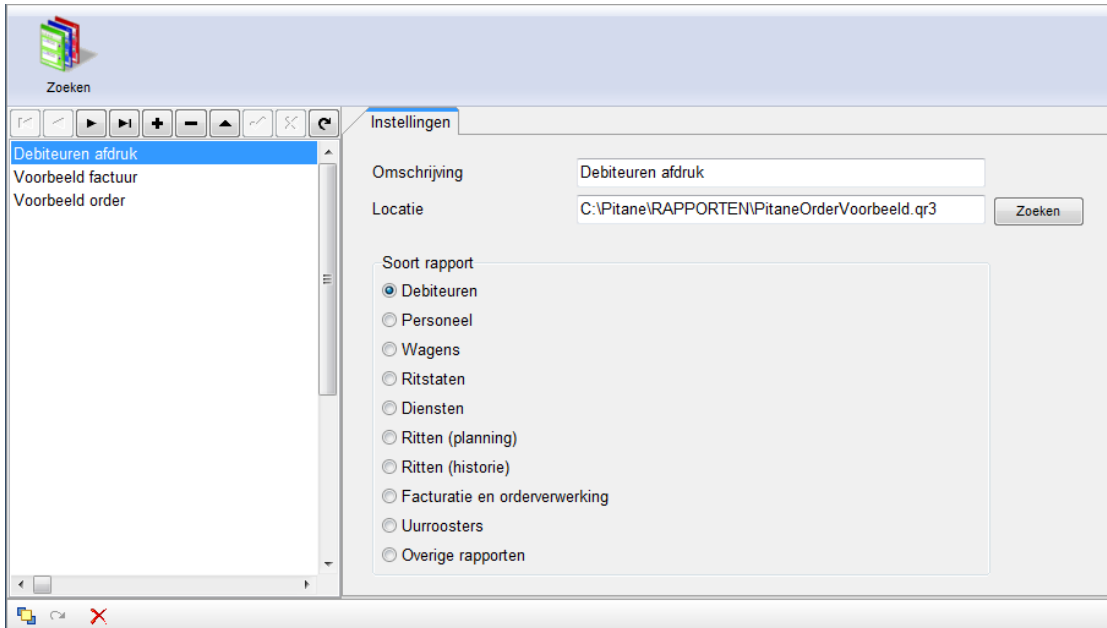 Zoeken
Instellingen
Debiteuren afdruk
Voorbeeld factuur
Voorbeeld order
Omschrijving Debiteuren afdruk
Locatie C:\Pitane\RAPPORTEN\PitaneOrderVoorbeeld.qr3 Zoeken
Soort rapport
Debiteuren
Personeel
Wagens
Ritstaten
Diensten
Ritten (planning)
Ritten (historie)
Facturatie en orderverwerking
Uurroosters
Overige rapporten